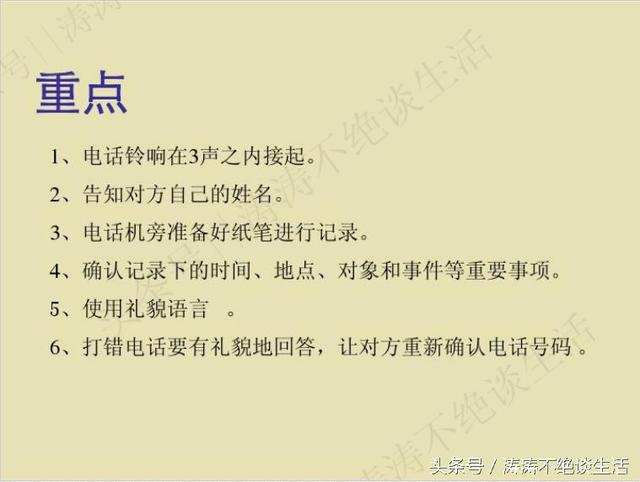 重点
1、电话铃响在3声之内接起。
2、告知对方自己的姓名。
3、电话机旁准备好纸笔进行记录。
4、确认记录下的时间、地点、对象和事件等重要事项。
5、使用礼貌语言 。
6、打错电话要有礼貌地回答，让对方重新确认电话号码 。
头条号 / 涛涛不绝谈生活